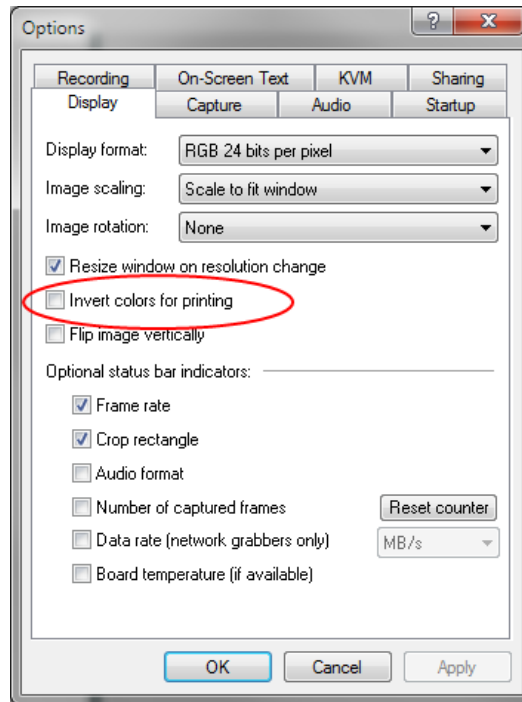 Options
Recording On-Screen Text KVM Sharing
Display Capture Audio Startup
Display format: RGB 24 bits per pixel
Image scaling: Scale to fit window
Image rotation: None
Resize window on resolution change
Invert colors for printing
Flip image vertically
Optional status bar indicators:
Frame rate
Crop rectangle
Audio format
Number of captured frames Reset counter
Data rate (network grabbers only) MB/s
Board temperature (if available)
OK Cancel Apply